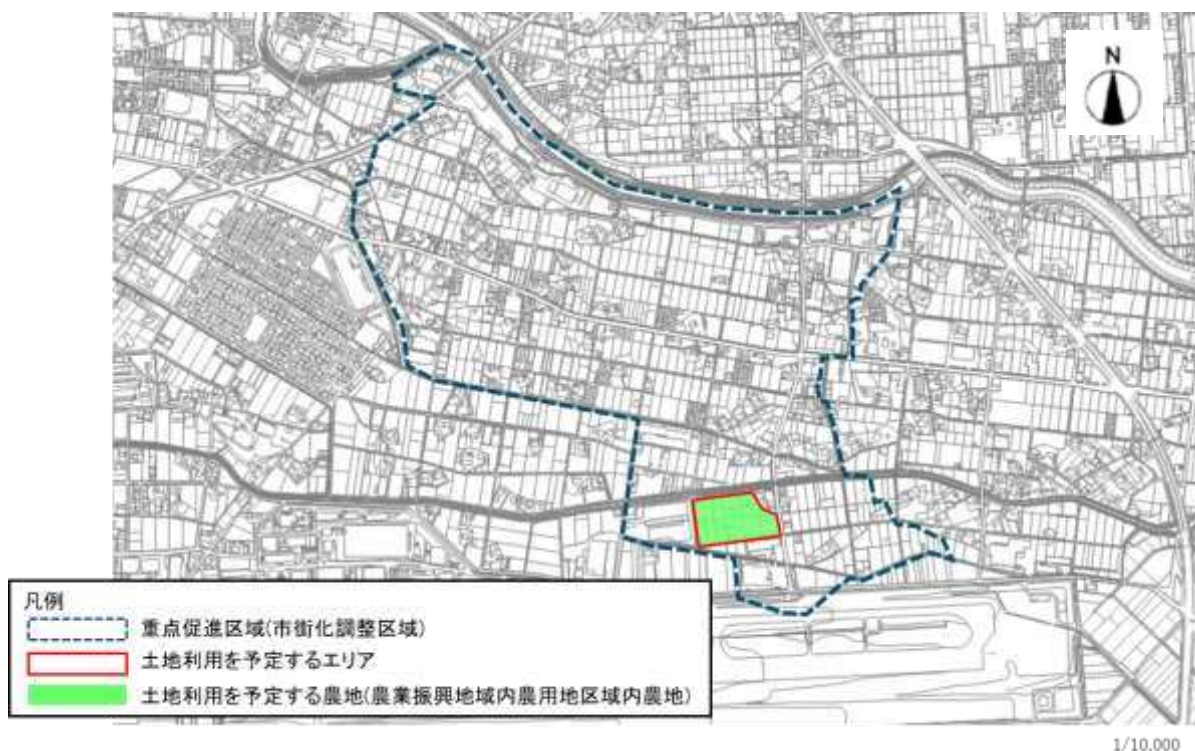 N
凡例
重点促進区域(市街化調整区域)
土地利用を予定するエリア
土地利用を予定する農地(農業振興地域内農用地区域内農地)
1/10,000